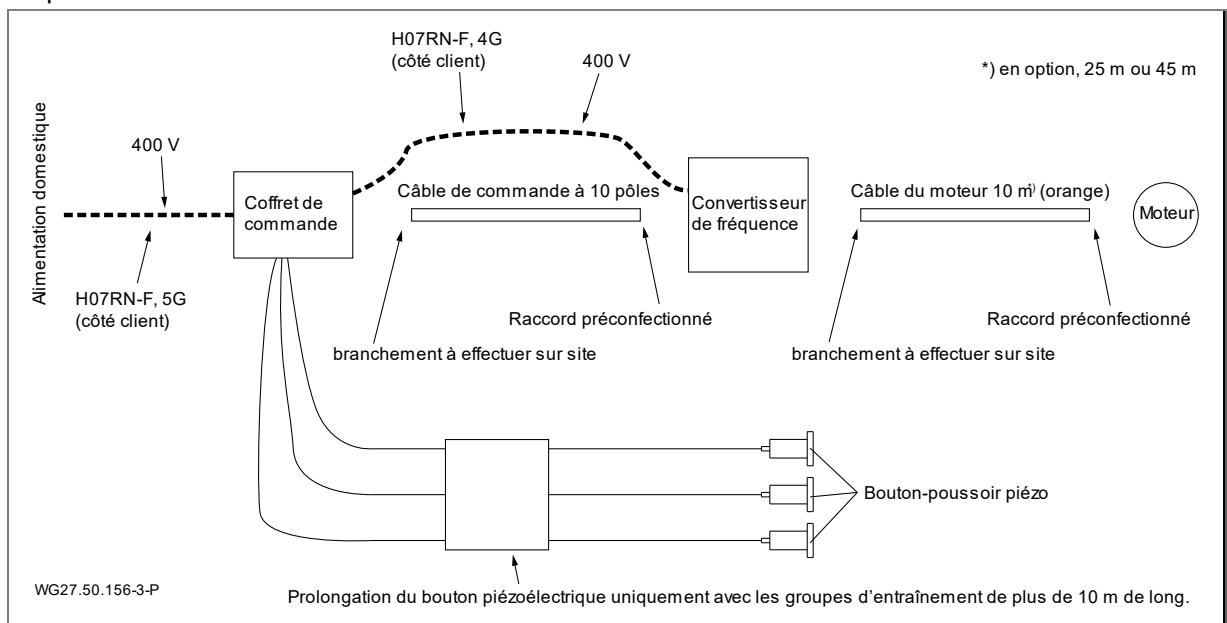 H07RN-F, 4G
(côté client)
400 V
*) en option, 25 m ou 45 m
Alimentation domestique
400 V
Coffret de
commande
Câble de commande à 10 pôles
Convertisseur
de fréquence
Câble du moteur 10 m*) (orange)
Moteur
H07RN-F, 5G
(côté client)
Raccord préconfectionné
branchement à effectuer sur site
Raccord préconfectionné
branchement à effectuer sur site
Bouton-poussoir piézo
WG27.50.156-3-P
Prolongation du bouton piézoélectrique uniquement avec les groupes d'entraînement de plus de 10 m de long.